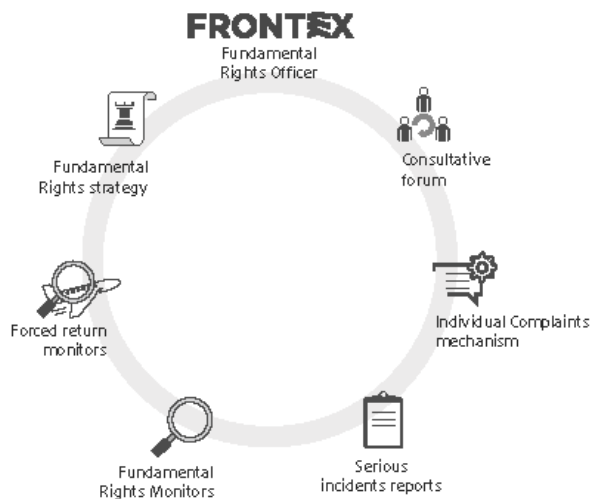 FRONTEX
Fundamental
Rights Officer
Consultative
forum
Individual Complaints
mechanism
Serious
incidents reports
Fundamental
Rights Monitors
Forced return
monitors
Fundamental
Rights strategy